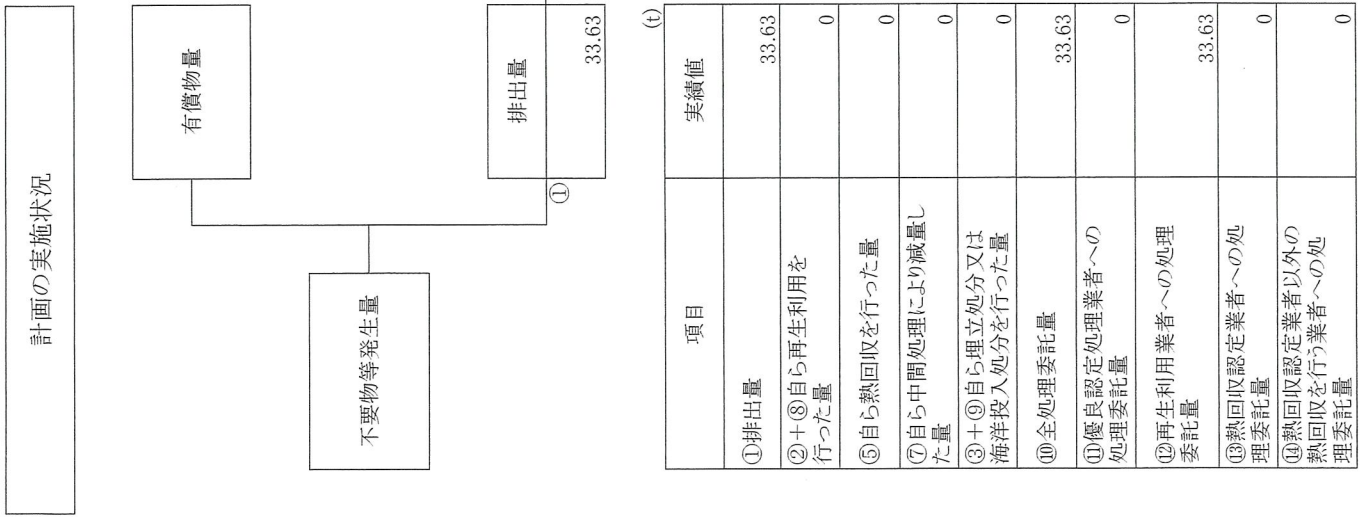 計画の実施状況
有償物量
不要物等発生量
①
排出量
33.63
(t)
項目
実績値
①排出量
33.63
②+⑧自ら再生利用を
行った量
0
⑤自ら熱回収を行った量
0
⑦自ら中間処理により減量し
た量
0
③+⑨自ら埋立処分又は
海洋投入処分を行った量
0
⑩全処理委託量
33.63
⑪優良認定処理業者への
処理委託量
0
⑫再生利用業者への処理
委託量
33.63
⑬熱回収認定業者への処
理委託量
0
⑭熱回収認定業者以外の
熱回収を行う業者への処
理委託量
0